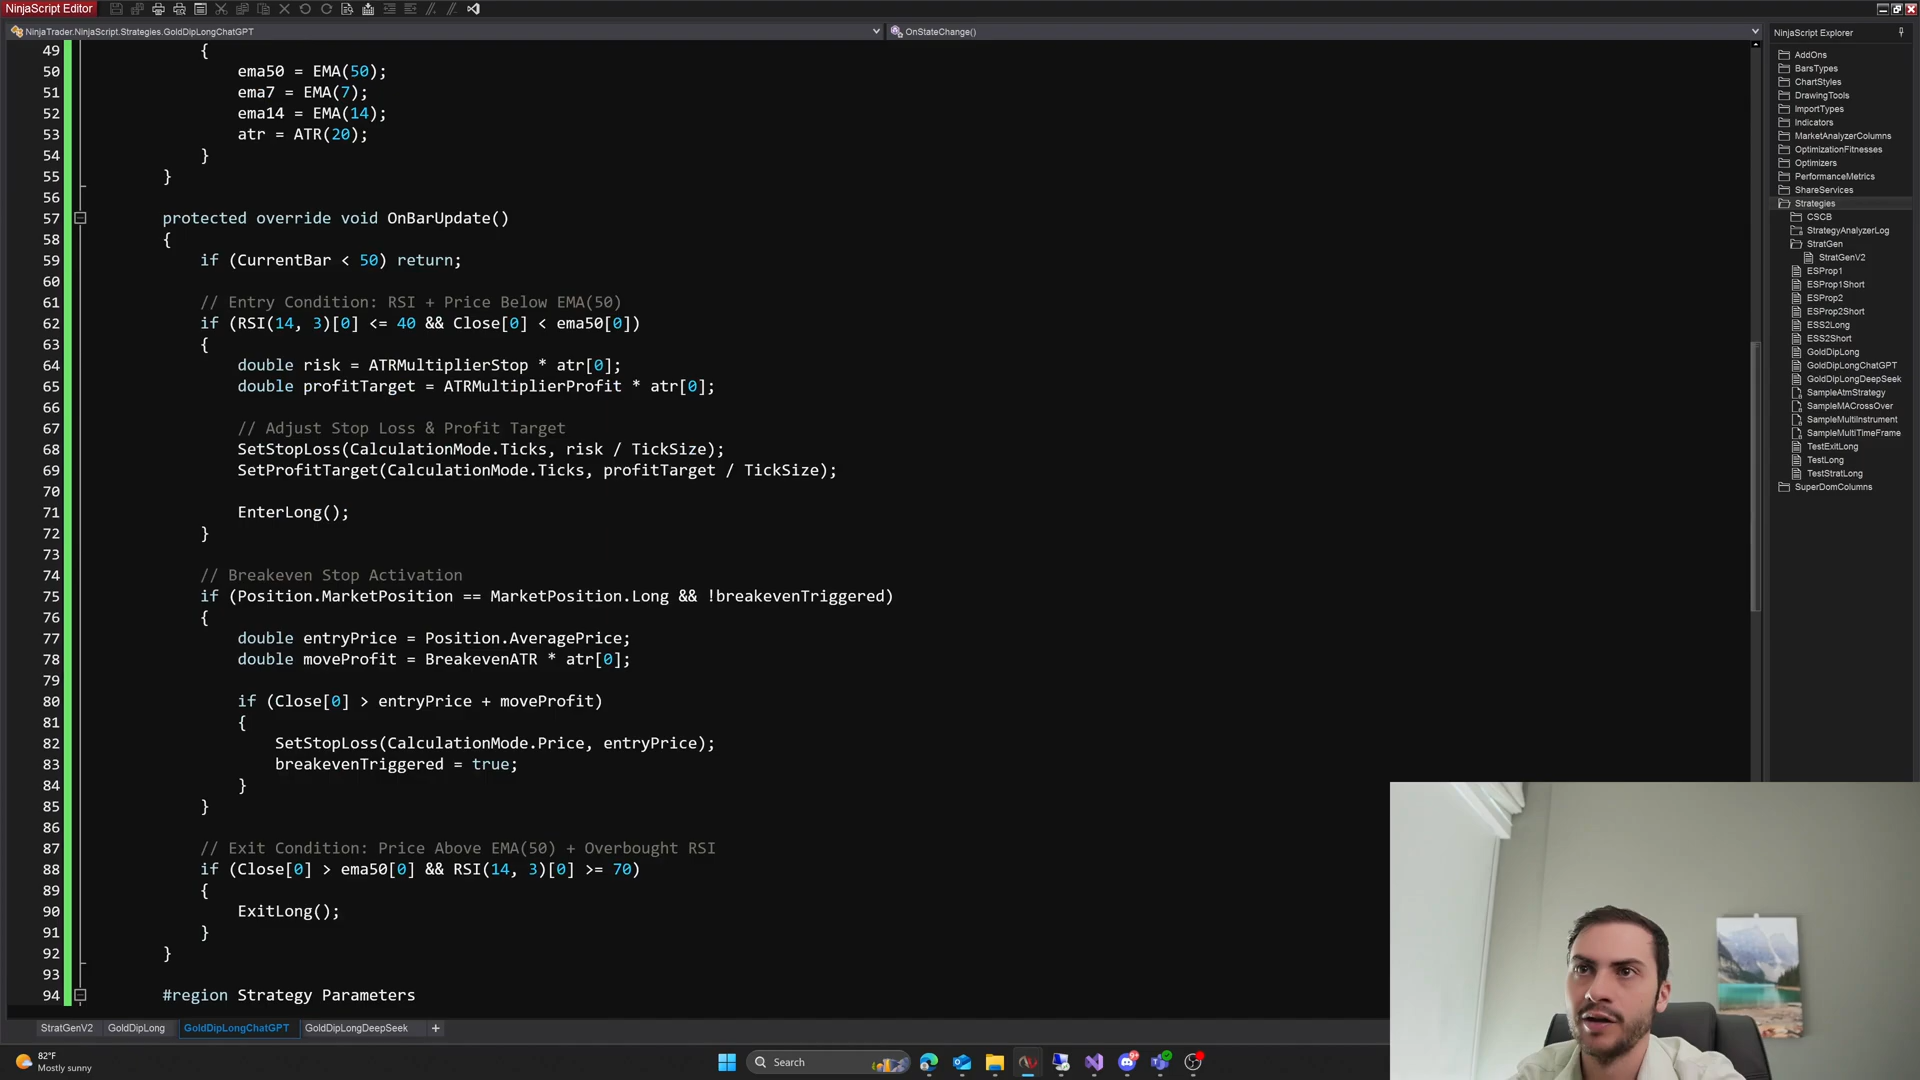 NinjaScript Editor
NinjaTrader.NinjaScript.Strategies.GoldDipLongChatGPT
OnStateChange()
49 {
50 ema50 = EMA(50);
51 ema7 = EMA(7);
52 ema14 = EMA(14);
53 atr = ATR(20);
54 }
55 }
56
57 protected override void OnBarUpdate()
58 {
59 if (CurrentBar < 50) return;
60
61 // Entry Condition: RSI + Price Below EMA(50)
62 if (RSI(14, 3)[0] <= 40 && Close[0] < ema50[0])
63 {
64 double risk = ATRMultiplierStop * atr[0];
65 double profitTarget = ATRMultiplierProfit * atr[0];
66
67 // Adjust Stop Loss & Profit Target
68 SetStopLoss(CalculationMode.Ticks, risk / TickSize);
69 SetProfitTarget(CalculationMode.Ticks, profitTarget / TickSize);
70
71 EnterLong();
72 }
73
74 // Breakeven Stop Activation
75 if (Position.MarketPosition == MarketPosition.Long && !breakevenTriggered)
76 {
77 double entryPrice = Position.AveragePrice;
78 double moveProfit = BreakevenATR * atr[0];
79
80 if (Close[0] > entryPrice + moveProfit)
81 {
82 SetStopLoss(CalculationMode.Price, entryPrice);
83 breakevenTriggered = true;
84 }
85 }
86
87 // Exit Condition: Price Above EMA(50) + Overbought RSI
88 if (Close[0] > ema50[0] && RSI(14, 3)[0] >= 70)
89 {
90 ExitLong();
91 }
92 }
93
94 #region Strategy Parameters
StratGenV2 GoldDipLong GoldDipLongChatGPT GoldDipLongDeepSeek +
NinjaScript Explorer
AddOns
BarsTypes
ChartStyles
DrawingTools
ImportTypes
Indicators
MarketAnalyzerColumns
OptimizationFitnesses
Optimizers
PerformanceMetrics
ShareServices
Strategies
CSCB
StrategyAnalyzerLog
StratGen
StratGenV2
ESProp1
ESProp1Short
ESProp2
ESProp2Short
ESS2Long
ESS2Short
GoldDipLong
GoldDipLongChatGPT
GoldDipLongDeepSeek
SampleAtmStrategy
SampleMACrossOver
SampleMultiInstrument
SampleMultiTimeFrame
TestExitLong
TestLong
TestStratLong
SuperDomColumns
82°F
Mostly sunny
Search